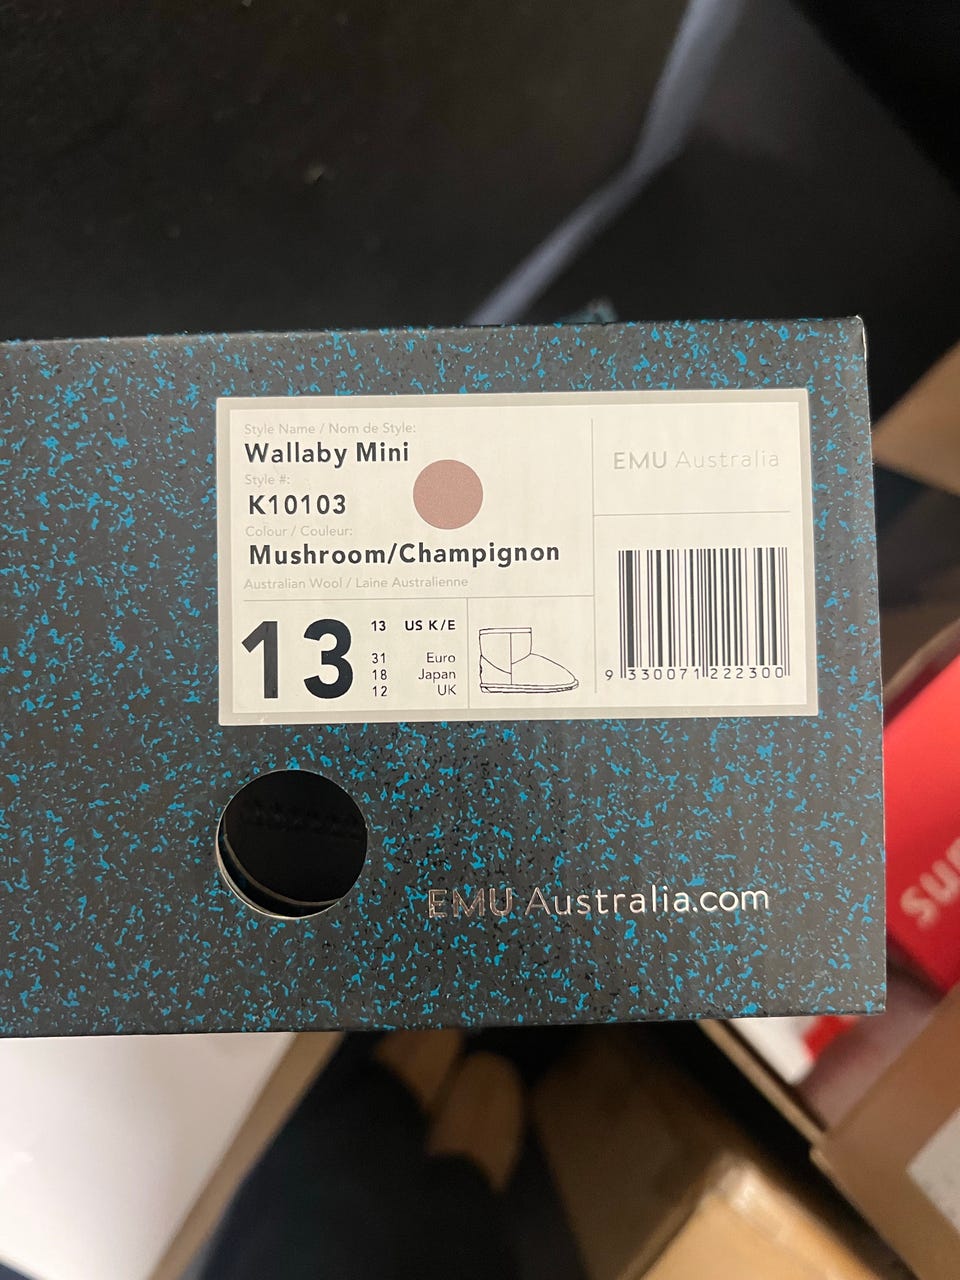 Style Name / Nom de Style:
Wallaby Mini
Style #:
K10103
Colour / Couleur:
Mushroom/Champignon
Australian Wool / Laine Australienne
13
13 US K/E
31 Euro
18 Japan
12 UK
EMU Australia
9 330071 222300
EMU Australia.com